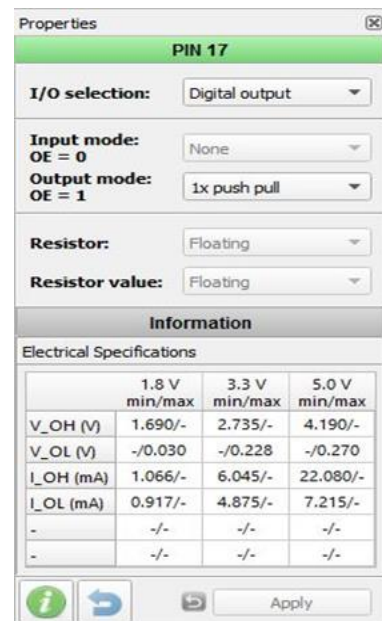 Properties
PIN 17
I/O selection: Digital output
Input mode:
OE = 0 None
Output mode:
OE = 1 1x push pull
Resistor: Floating
Resistor value: Floating
Information
Electrical Specifications
1.8 V 3.3 V 5.0 V
min/max min/max min/max
V_OH (V) 1.690/- 2.735/- 4.190/-
V_OL (V) -/0.030 -/0.228 -/0.270
I_OH (mA) 1.066/- 6.045/- 22.080/-
I_OL (mA) 0.917/- 4.875/- 7.215/-
- -/- -/- -/-
- -/- -/- -/-
Apply